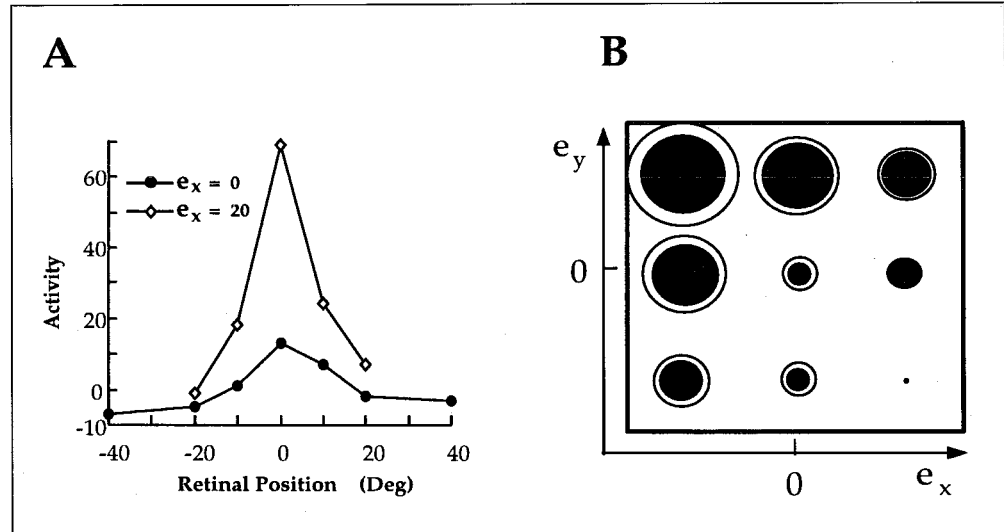 A
B
60
40
20
0
-10
Activity
e_x = 0
e_x = 20
-40
-20
0
20
40
Retinal Position (Deg)
e_y
0
0
e_x